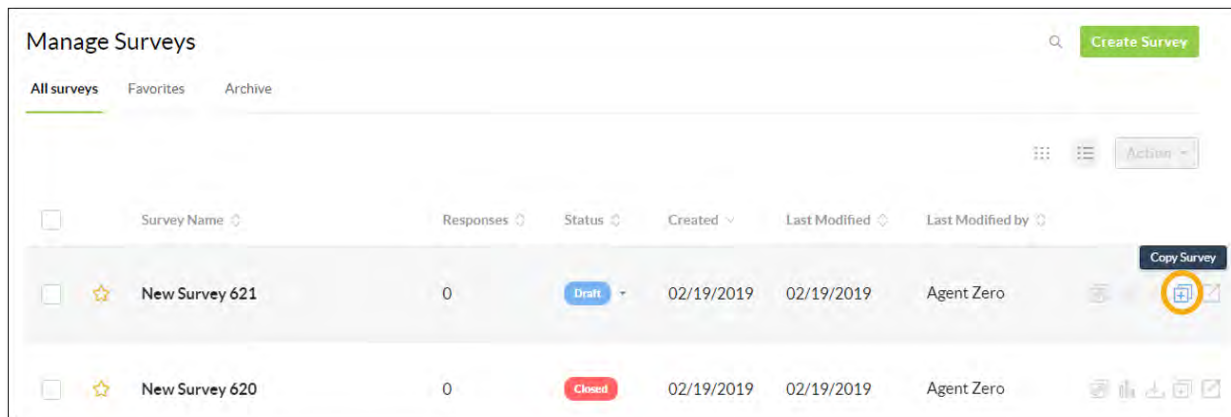 Manage Surveys
Create Survey
All surveys Favorites Archive
Action
Survey Name Responses Status Created Last Modified Last Modified by
Copy Survey
New Survey 621 0 Draft 02/19/2019 02/19/2019 Agent Zero
New Survey 620 0 Closed 02/19/2019 02/19/2019 Agent Zero